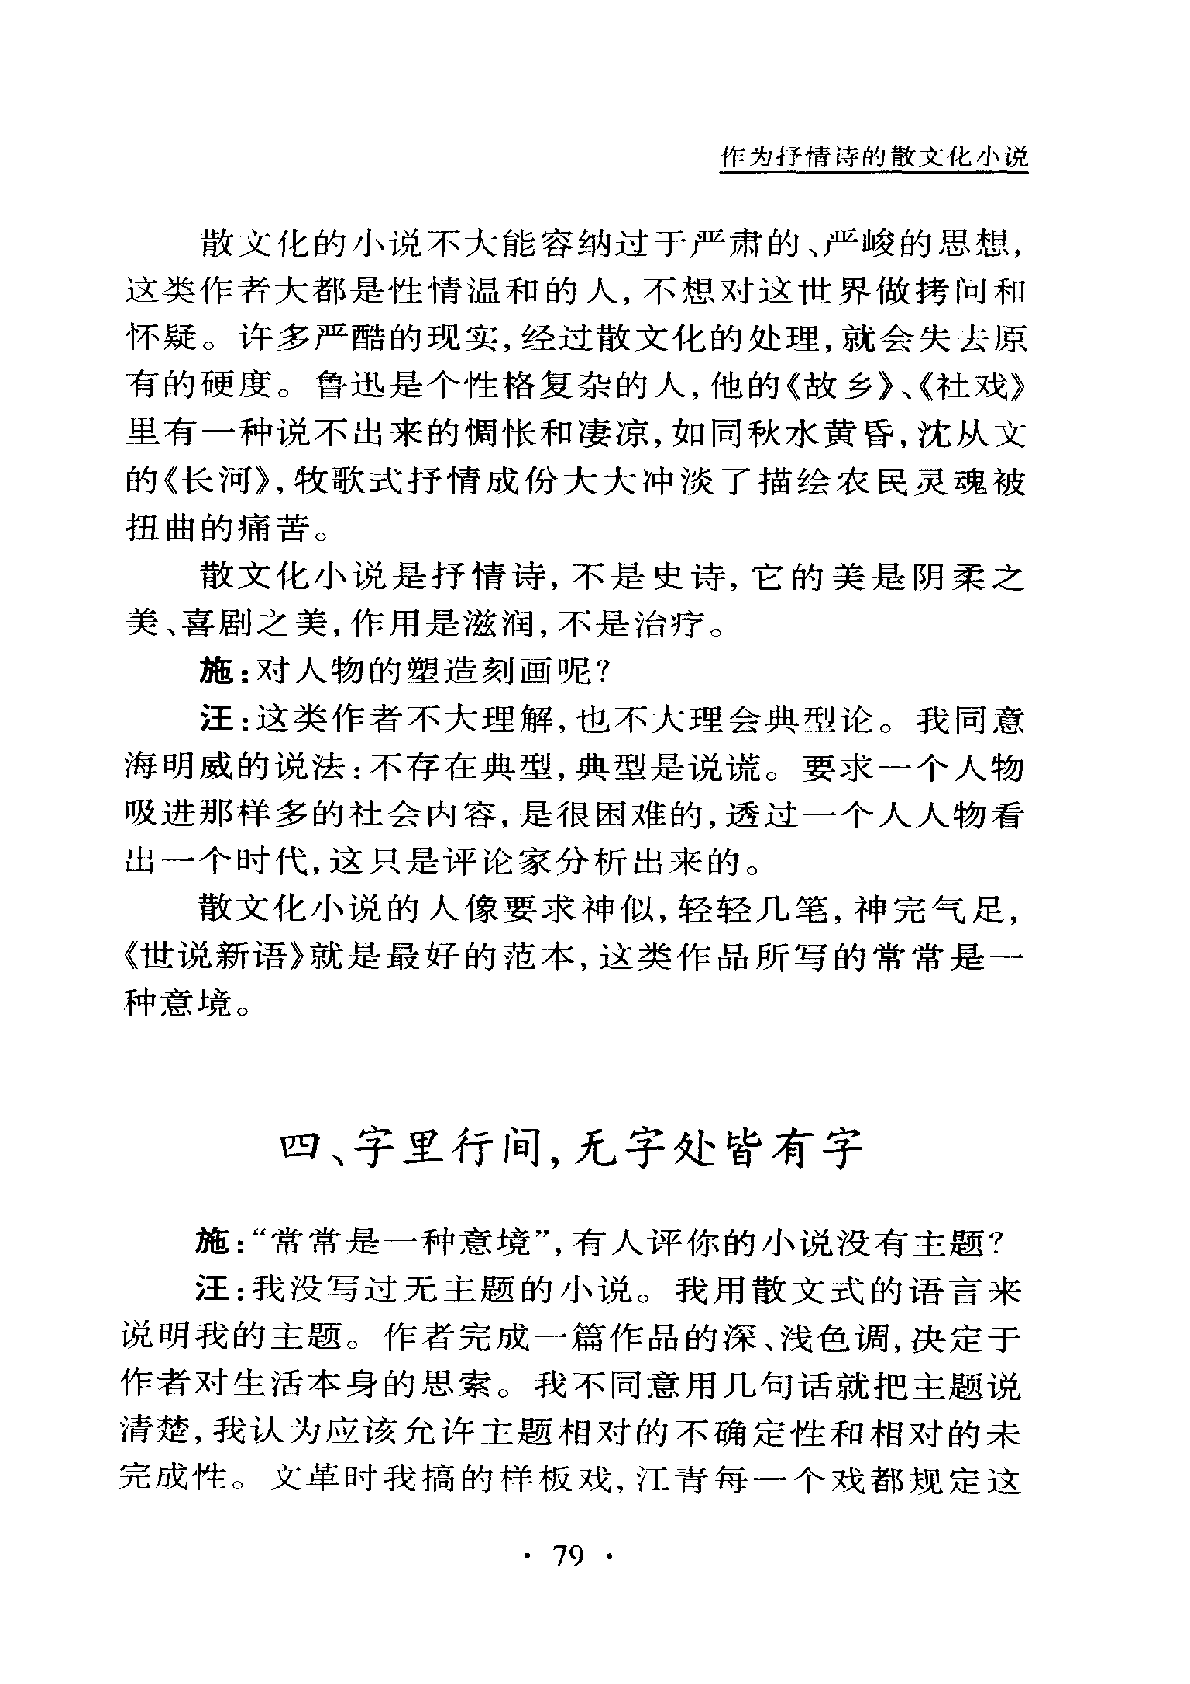 作为抒情诗的散文化小说
散文化的小说不大能容纳过于严肃的、严峻的思想,
这类作者大都是性情温和的人,不想对这世界做拷问和
怀疑。许多严酷的现实,经过散文化的处理,就会失去原
有的硬度。鲁迅是个性格复杂的人,他的《故乡》、《社戏》
里有一种说不出来的惆怅和凄凉,如同秋水黄昏,沈从文
的《长河》,牧歌式抒情成份大大冲淡了描绘农民灵魂被
扭曲的痛苦。
散文化小说是抒情诗,不是史诗,它的美是阴柔之
美、喜剧之美,作用是滋润,不是治疗。
施:对人物的塑造刻画呢?
汪:这类作者不大理解,也不大理会典型论。我同意
海明威的说法:不存在典型,典型是说谎。要求一个人物
吸进那样多的社会内容,是很困难的,透过一个人人物看
出一个时代,这只是评论家分析出来的。
散文化小说的人像要求神似,轻轻几笔,神完气足,
《世说新语》就是最好的范本,这类作品所写的常常是一
种意境。
四、字里行间,无字处皆有字
施:“常常是一种意境”,有人评你的小说没有主题?
汪:我没写过无主题的小说。我用散文式的语言来
说明我的主题。作者完成一篇作品的深、浅色调,决定于
作者对生活本身的思索。我不同意用几句话就把主题说
清楚,我认为应该允许主题相对的不确定性和相对的未
完成性。文革时我搞的样板戏,江青每一个戏都规定这
· 79 ·